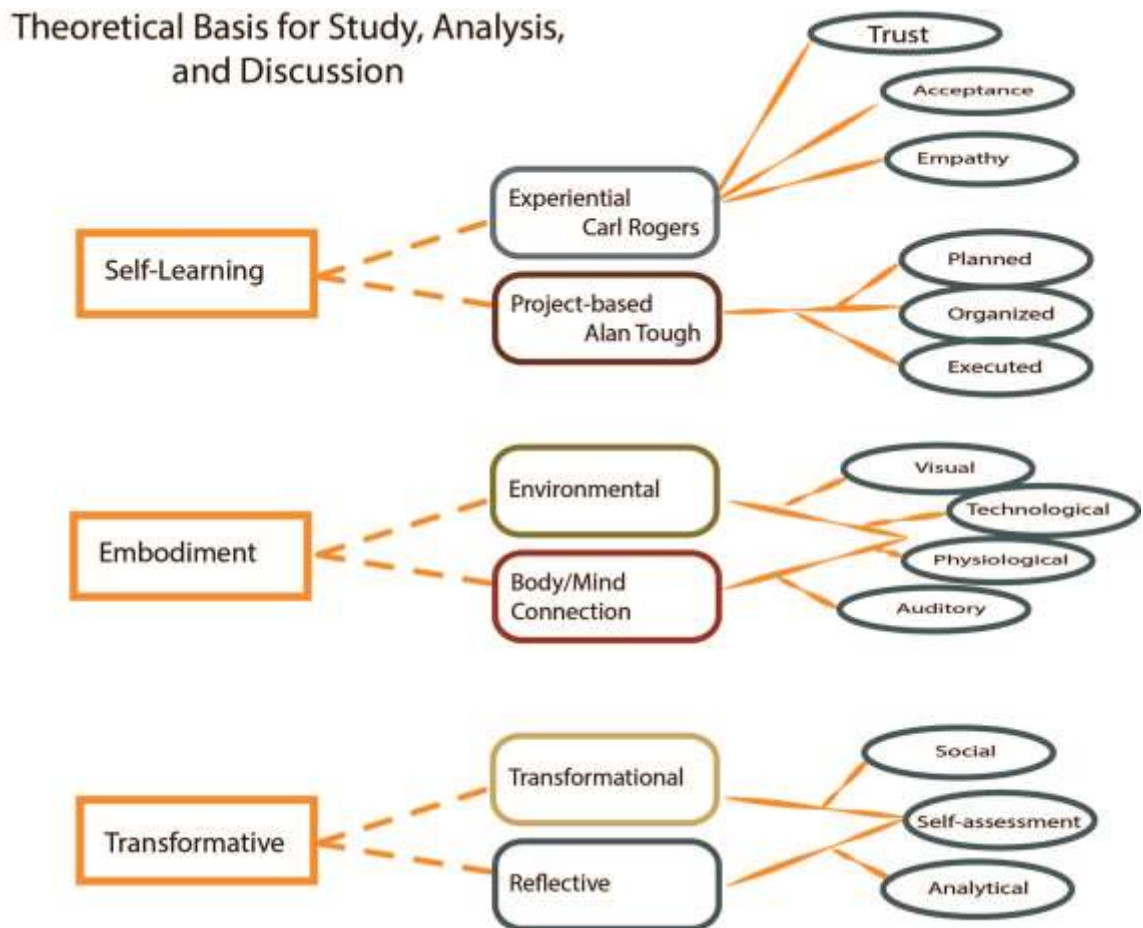 Theoretical Basis for Study, Analysis,
and Discussion
Trust
Acceptance
Empathy
Experiential
Carl Rogers
Self-Learning
Project-based
Alan Tough
Planned
Organized
Executed
Environmental
Embodiment
Body/Mind
Connection
Visual
Technological
Physiological
Auditory
Transformational
Transformative
Reflective
Social
Self-assessment
Analytical